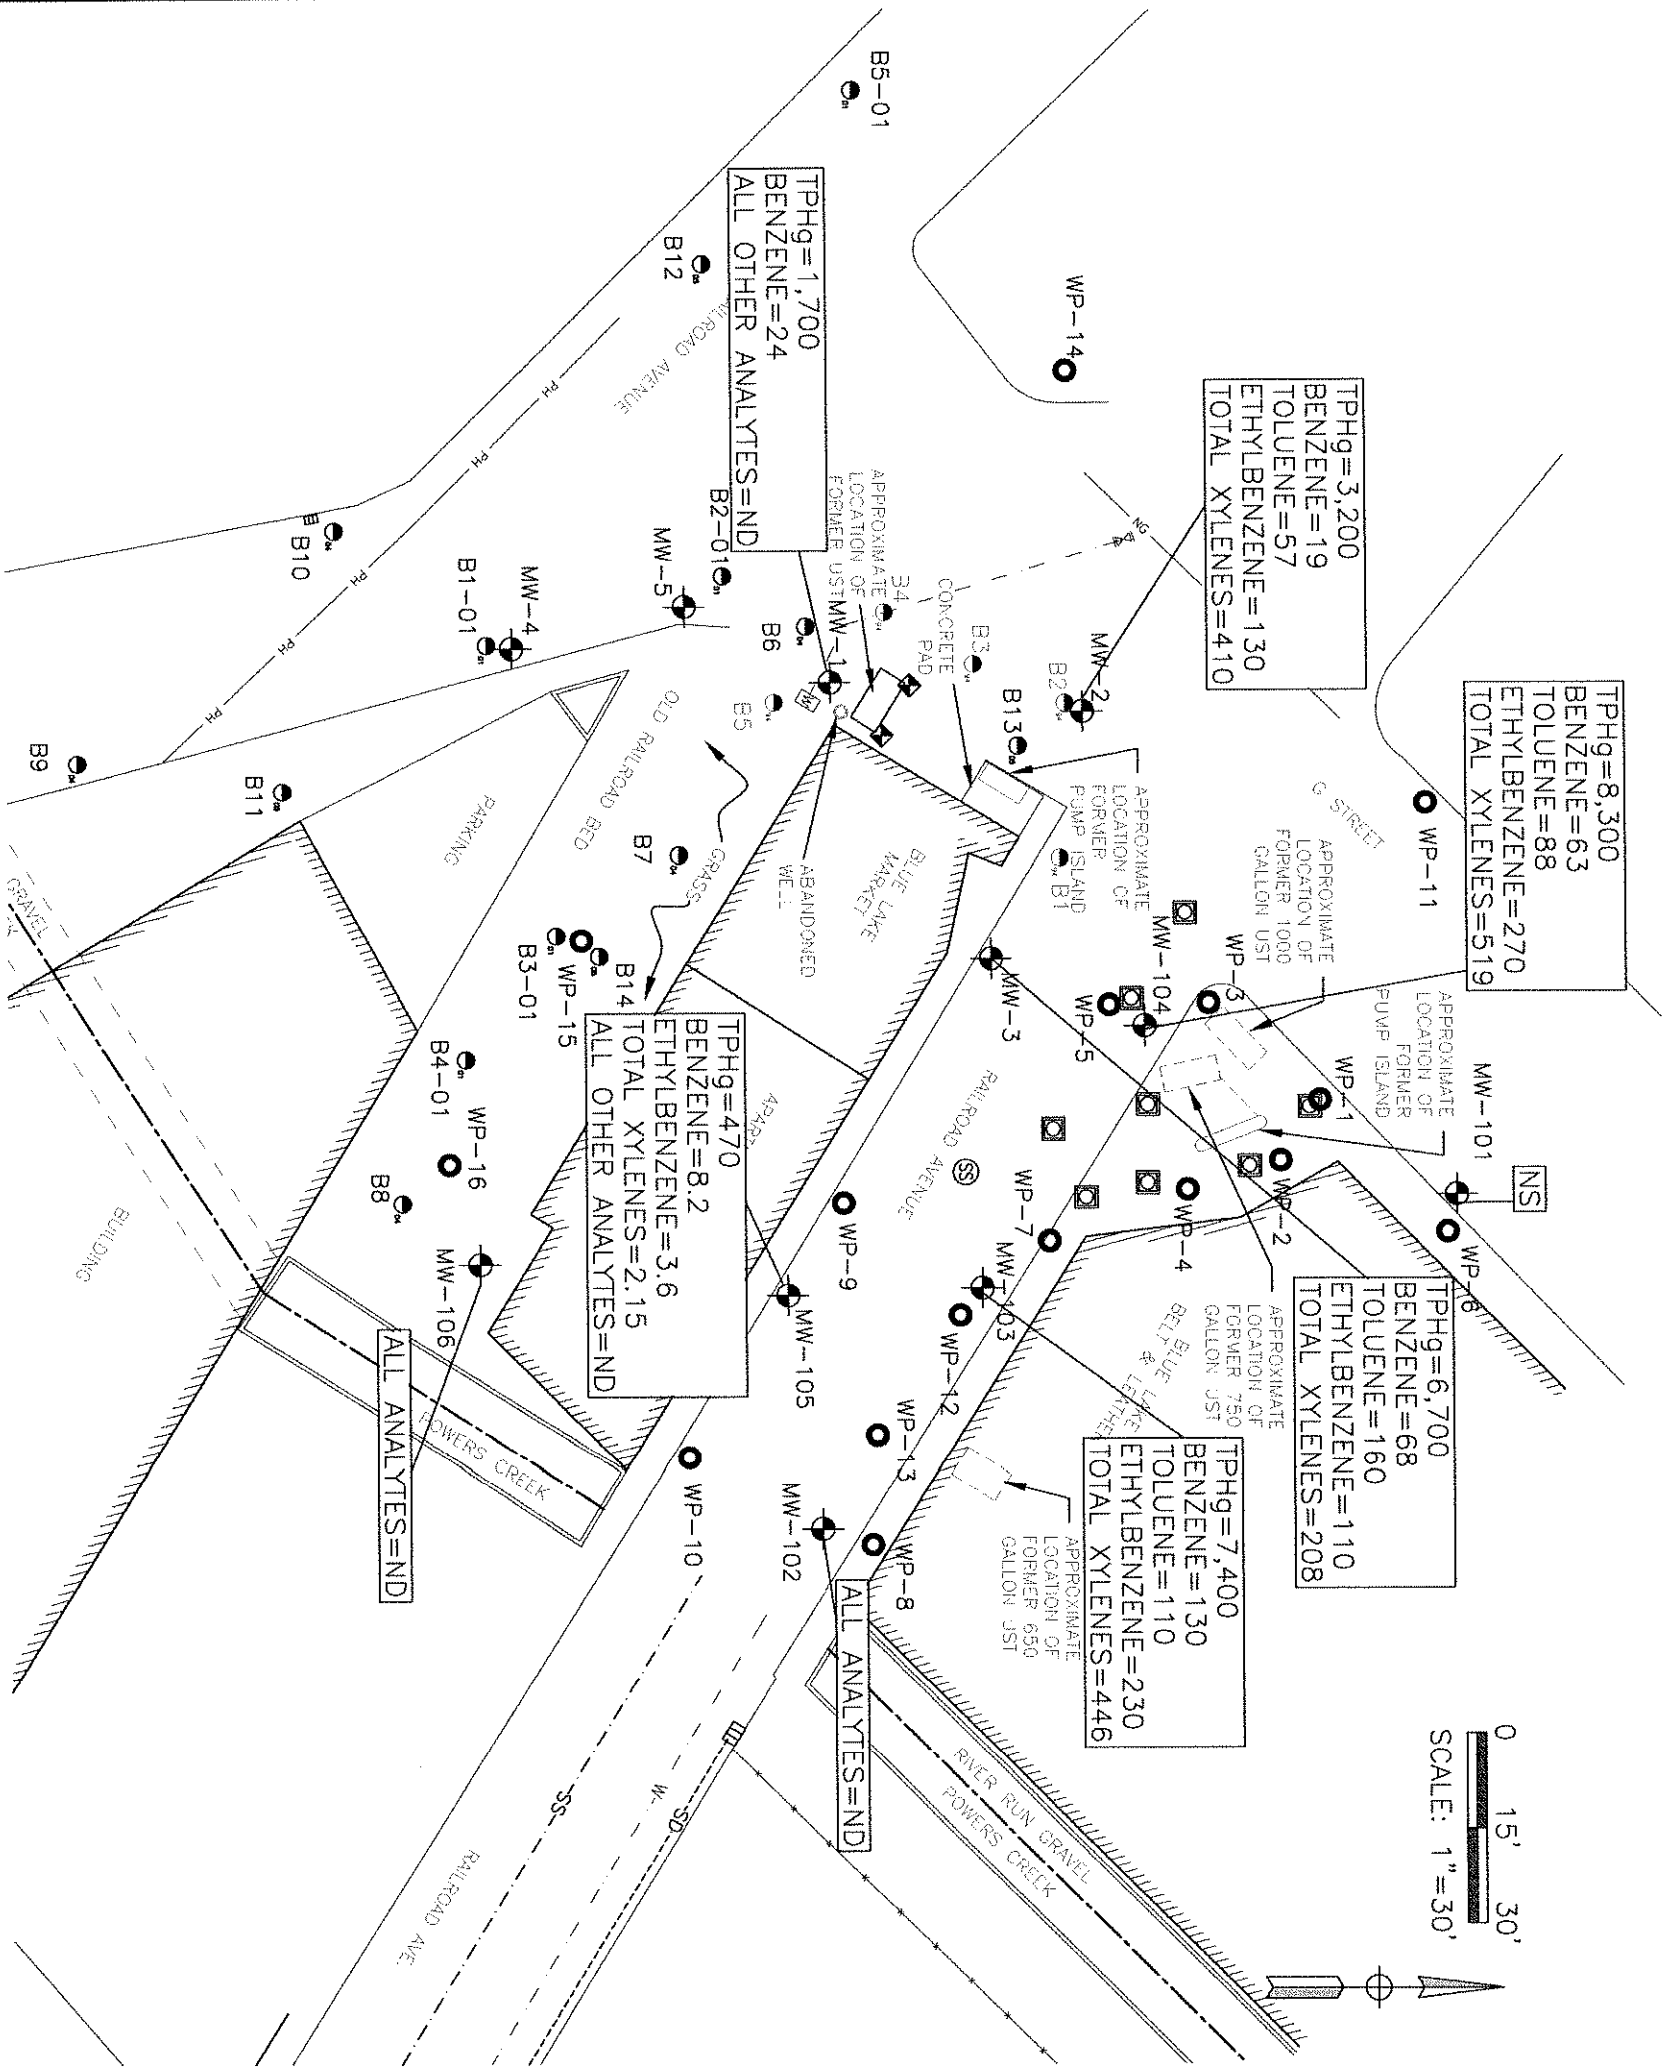 B5-01
B12
RAILROAD AVENUE
PH
PH
PH
PH
PH
B10
B9
B11
B1-01
MW-4
MW-5
B2-01
B6
B5
B7
TPHg=1,700
BENZENE=24
ALL OTHER ANALYTES=ND
APPROXIMATE
LOCATION OF
FORMER UST
MW-1
W
B4
B3
CONCRETE
PAD
B13
B2
MW-2
WP-14
NG
TPHg=3,200
BENZENE=19
TOLUENE=57
ETHYLBENZENE=130
TOTAL XYLENES=410
G STREET
WP-11
TPHg=8,300
BENZENE=63
TOLUENE=88
ETHYLBENZENE=270
TOTAL XYLENES=519
APPROXIMATE
LOCATION OF
FORMER
PUMP ISLAND
B1
APPROXIMATE
LOCATION OF
FORMER 1000
GALLON UST
MW-104
WP-3
WP-5
MW-3
APPROXIMATE
LOCATION OF
FORMER
PUMP ISLAND
WP-1
MW-101
NS
WP-2
WP-4
WP-7
APPROXIMATE
LOCATION OF
FORMER 750
GALLON UST
TPHg=6,700
BENZENE=68
TOLUENE=160
ETHYLBENZENE=110
TOTAL XYLENES=208
BLUE LAKE
MARKET
ABANDONED
WELL
OLD RAILROAD BED
GRASS
PARKING
GRAVEL
BUILDING
B3-01
WP-15
B14
B4-01
WP-16
B8
MW-106
ALL ANALYTES=ND
TPHg=470
BENZENE=8.2
ETHYLBENZENE=3.6
TOTAL XYLENES=2.15
ALL OTHER ANALYTES=ND
RAILROAD AVENUE
SS
WP-9
MW-105
MW-103
WP-12
WP-13
BLUE LAKE
TPHg=7,400
BENZENE=130
TOLUENE=110
ETHYLBENZENE=230
TOTAL XYLENES=446
APPROXIMATE
LOCATION OF
FORMER 650
GALLON UST
WP-8
MW-102
WP-10
ALL ANALYTES=ND
POWERS CREEK
RIVER RUN GRAVEL
POWERS CREEK
SS
W
SD
RAILROAD AVE.
0 15' 30'
SCALE: 1"=30'